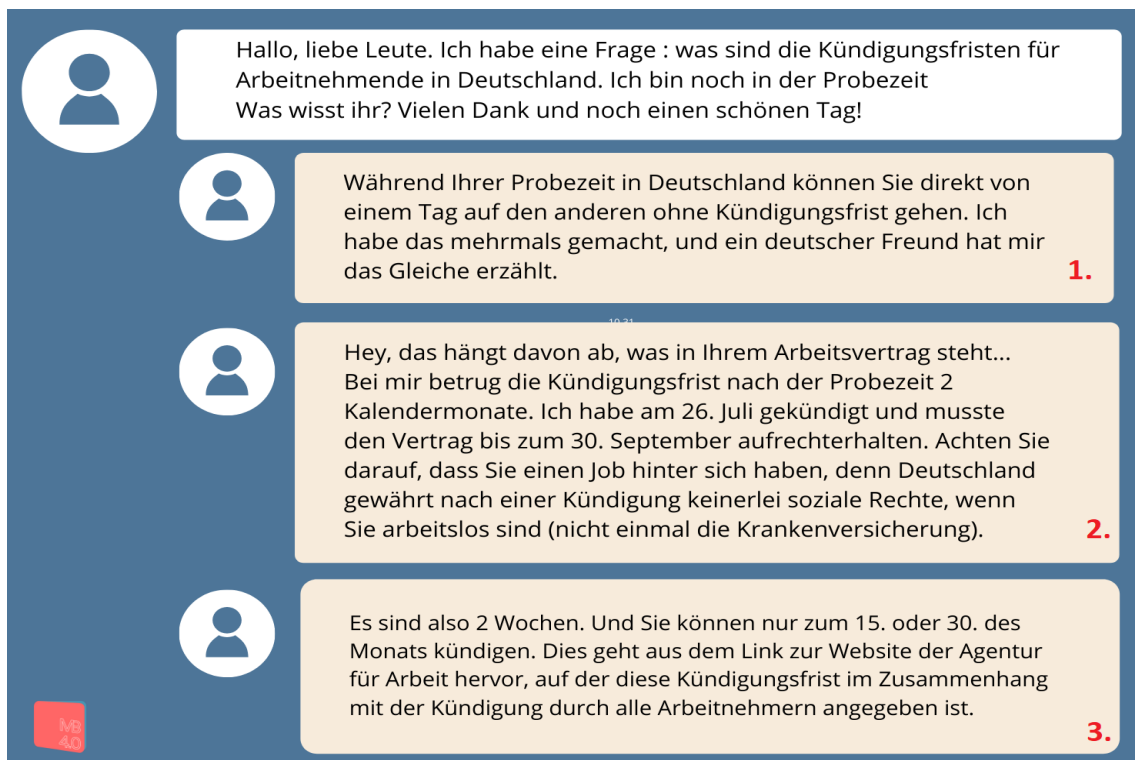 Hallo, liebe Leute. Ich habe eine Frage : was sind die Kündigungsfristen für
Arbeitnehmende in Deutschland. Ich bin noch in der Probezeit
Was wisst ihr? Vielen Dank und noch einen schönen Tag!
Während Ihrer Probezeit in Deutschland können Sie direkt von
einem Tag auf den anderen ohne Kündigungsfrist gehen. Ich
habe das mehrmals gemacht, und ein deutscher Freund hat mir
das Gleiche erzählt.
1.
Hey, das hängt davon ab, was in Ihrem Arbeitsvertrag steht...
Bei mir betrug die Kündigungsfrist nach der Probezeit 2
Kalendermonate. Ich habe am 26. Juli gekündigt und musste
den Vertrag bis zum 30. September aufrechterhalten. Achten Sie
darauf, dass Sie einen Job hinter sich haben, denn Deutschland
gewährt nach einer Kündigung keinerlei soziale Rechte, wenn
Sie arbeitslos sind (nicht einmal die Krankenversicherung).
2.
Es sind also 2 Wochen. Und Sie können nur zum 15. oder 30. des
Monats kündigen. Dies geht aus dem Link zur Website der Agentur
für Arbeit hervor, auf der diese Kündigungsfrist im Zusammenhang
mit der Kündigung durch alle Arbeitnehmern angegeben ist.
3.
MB
4.0